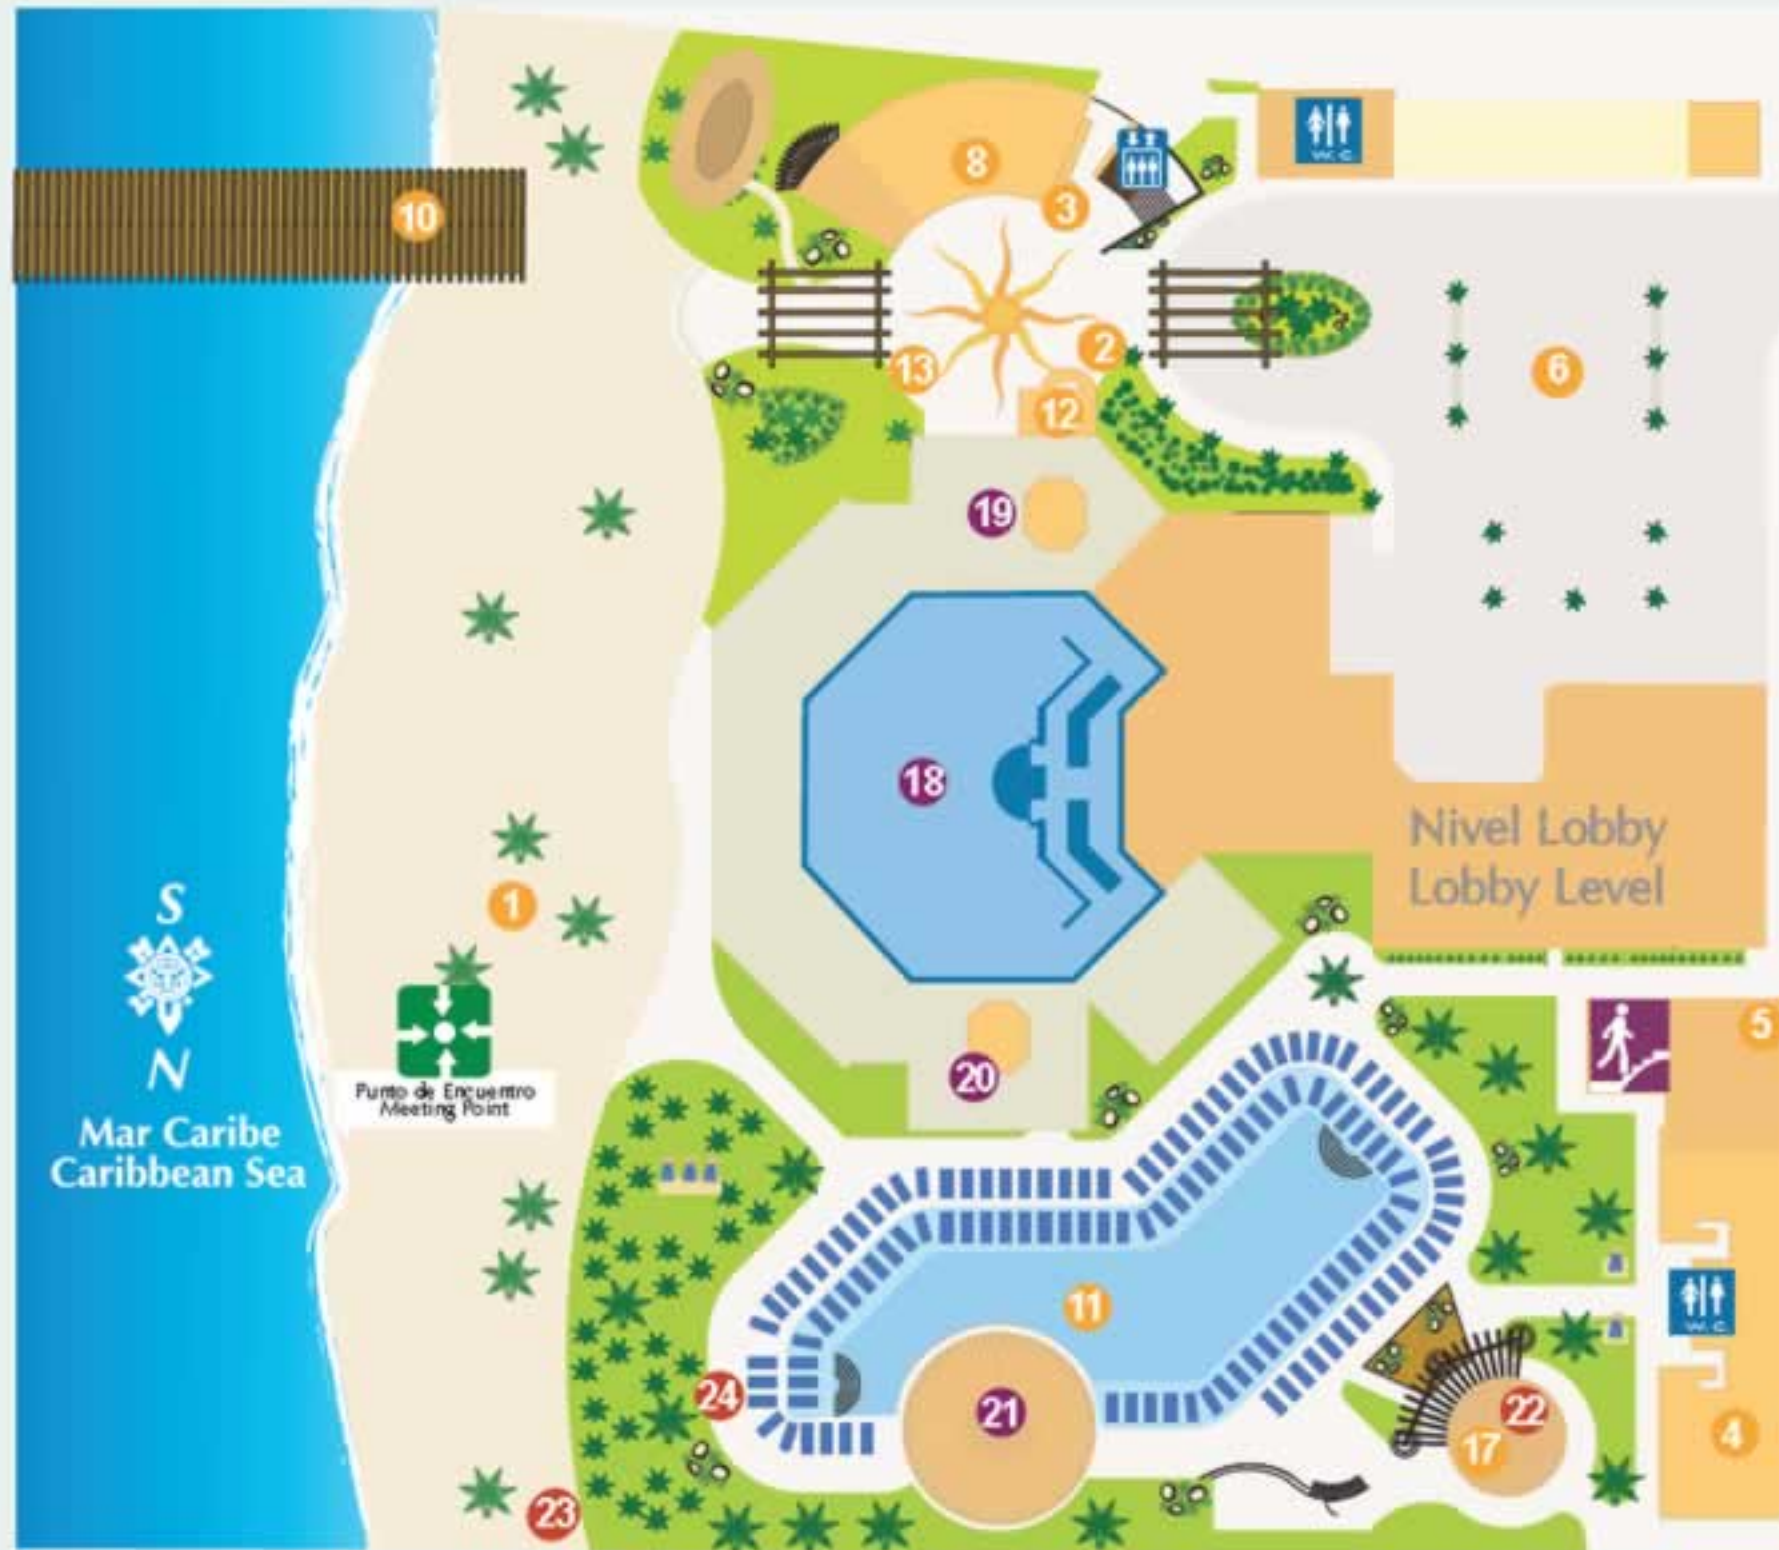 W.C.
8
3
10
2
13
12
6
19
18
Nivel Lobby
Lobby Level
1
S
N
Mar Caribe
Caribbean Sea
Punto de Encuentro
Meeting Point
5
20
11
W.C.
24
21
22
17
4
23